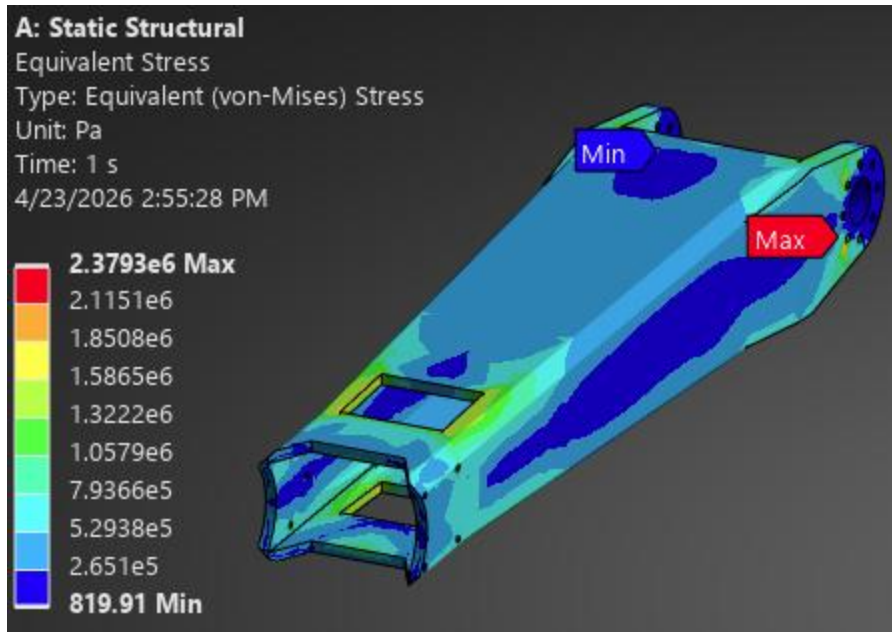 A: Static Structural
Equivalent Stress
Type: Equivalent (von-Mises) Stress
Unit: Pa
Time: 1 s
4/23/2026 2:55:28 PM
2.3793e6 Max
2.1151e6
1.8508e6
1.5865e6
1.3222e6
1.0579e6
7.9366e5
5.2938e5
2.651e5
819.91 Min
Min
Max